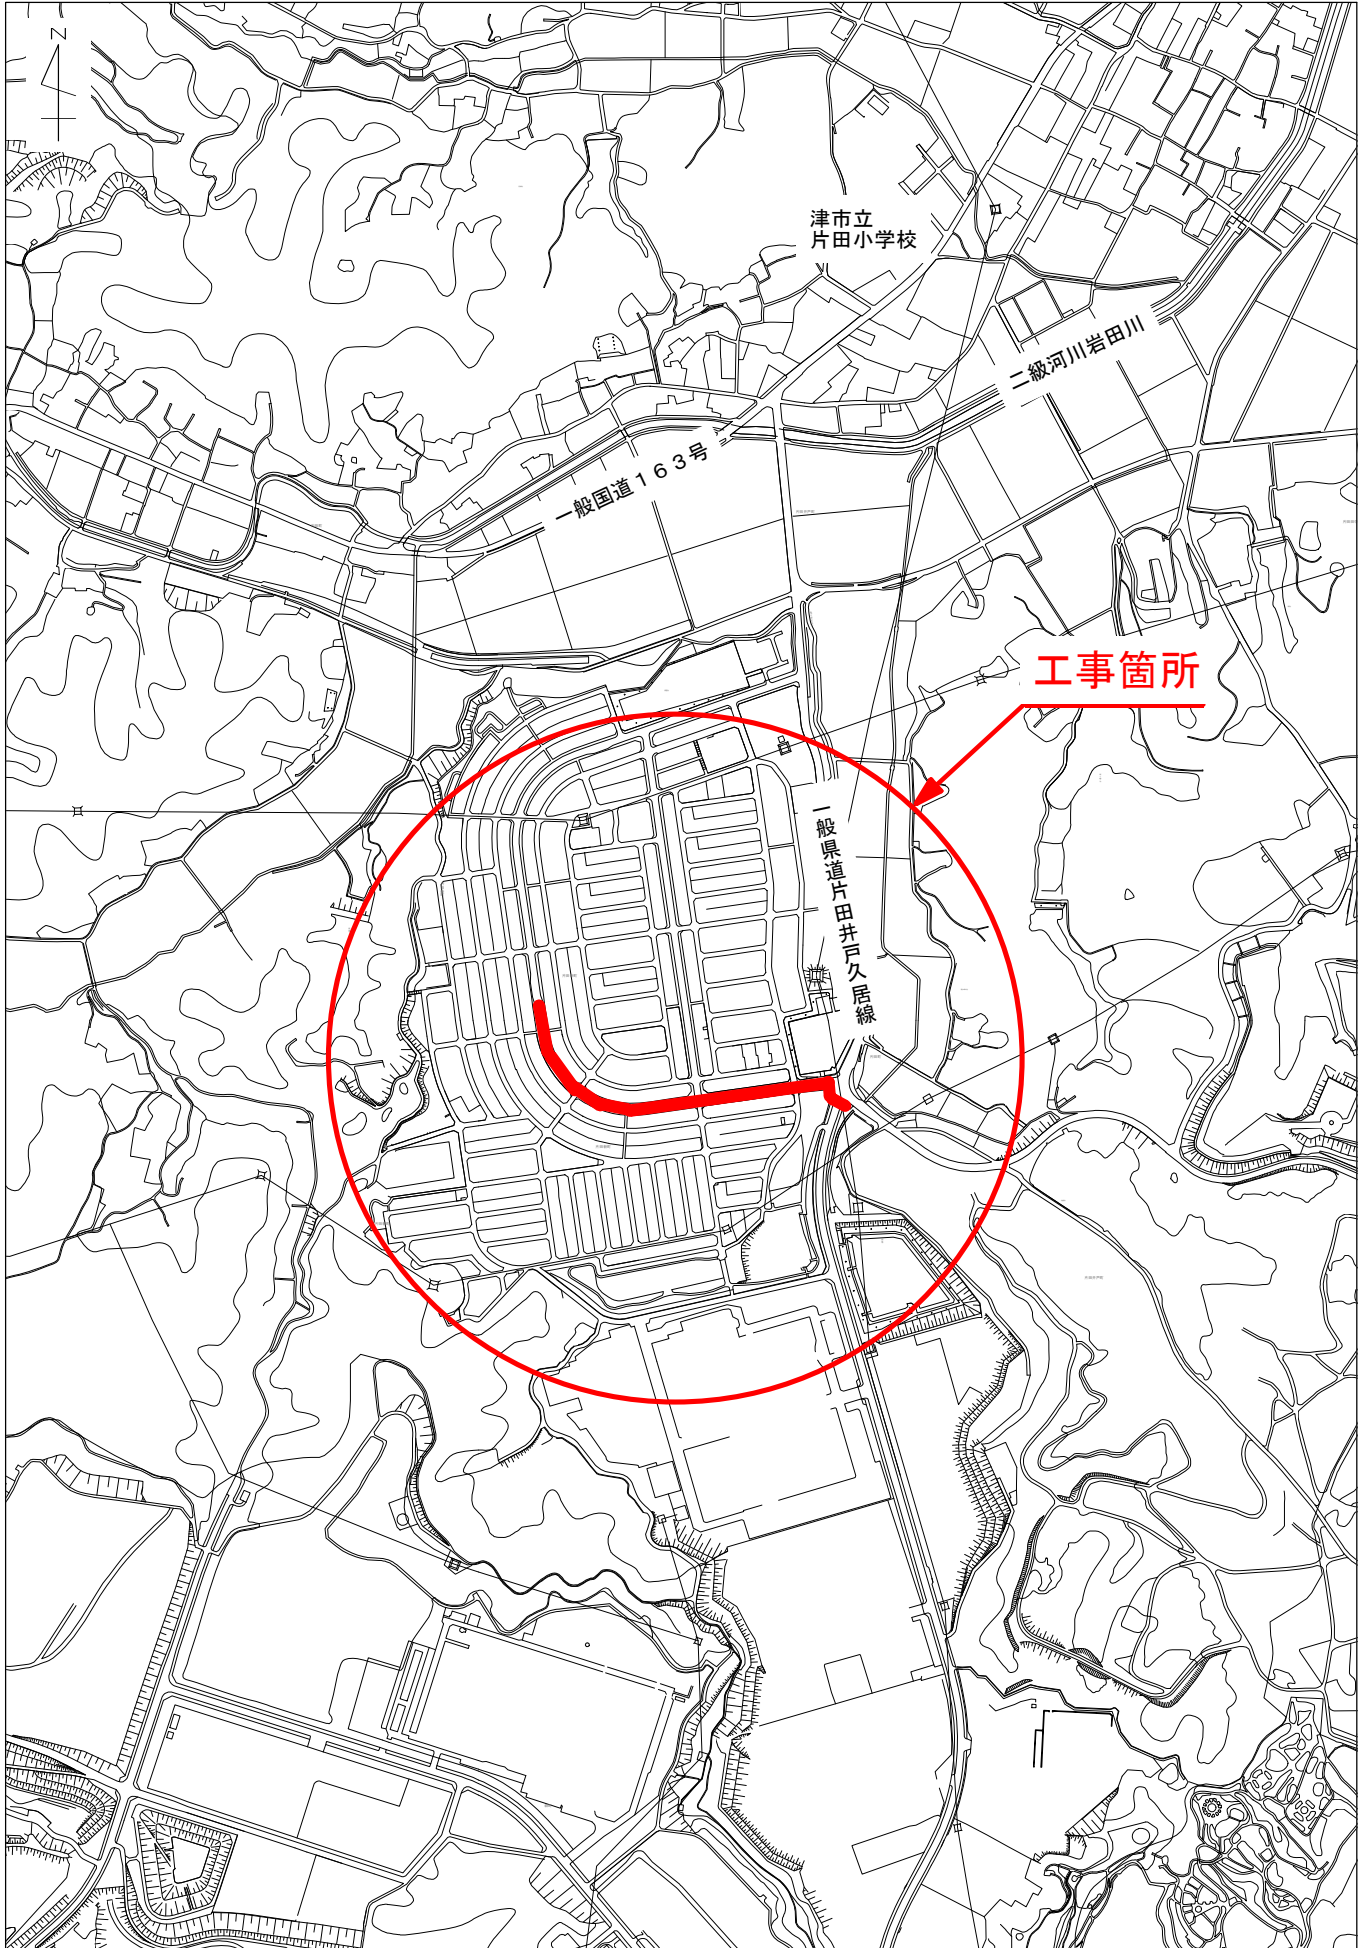 N
津市立
片田小学校
二級河川岩田川
一般国道１６３号
工事箇所
一般県道片田井戸久居線